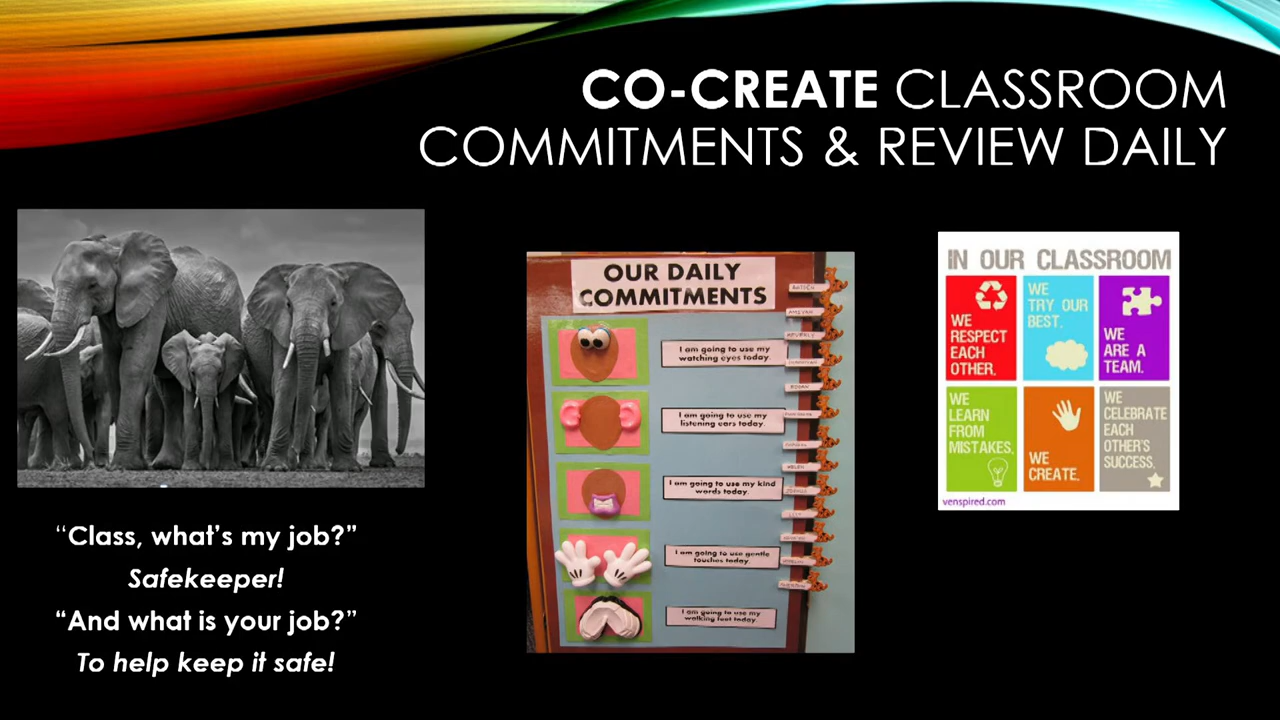 CO-CREATE CLASSROOM
COMMITMENTS & REVIEW DAILY
“Class, what’s my job?”
Safekeeper!
“And what is your job?”
To help keep it safe!
OUR DAILY
COMMITMENTS
I am going to use my
watching eyes today.
I am going to use my
listening ears today.
I am going to use my kind
words today.
I am going to use gentle
touches today.
I am going to use my
walking feet today.
IN OUR CLASSROOM
WE
RESPECT
EACH
OTHER.
WE
TRY OUR
BEST.
WE
ARE A
TEAM.
WE
LEARN
FROM
MISTAKES.
WE
CREATE.
WE
CELEBRATE
EACH
OTHER'S
SUCCESS.
venspired.com